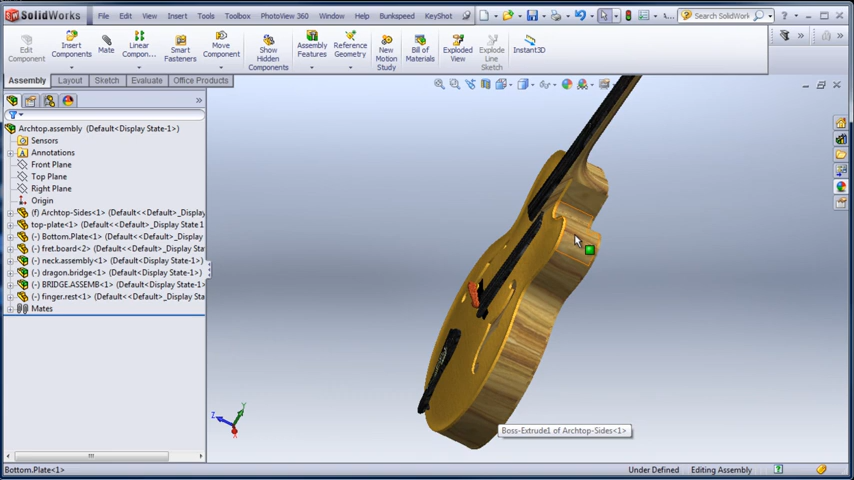 SolidWorks
File Edit View Insert Tools Toolbox PhotoView 360 Window Bunkspeed KeyShot
Search SolidWork
Edit Component
Insert Components
Mate
Linear Compon...
Smart Fasteners
Move Component
Show Hidden Components
Assembly Features
Reference Geometry
New Motion Study
Bill of Materials
Exploded View
Explode Line Sketch
Instant3D
Assembly Layout Sketch Evaluate Office Products
Archtop.assembly (Default<Display State-1>)
Sensors
Annotations
Front Plane
Top Plane
Right Plane
Origin
(f) Archtop-Sides<1> (Default<<Default>_Display
top-plate<1> (Default<<Default>_Display State 1
(-) Bottom.Plate<1> (Default<<Default>_Display
(-) fret.board<2> (Default<<Default>_Display Sta
(-) neck.assembly<1> (Default<Display State-1>)
(-) dragon.bridge<1> (Default<Display State-1>)
(-) BRIDGE.ASSEMB<1> (Default<Display State-1>)
(-) finger.rest<1> (Default<<Default>_Display Sta
Mates
Y
Z
X
Boss-Extrude1 of Archtop-Sides<1>
Bottom.Plate<1>
Under Defined
Editing Assembly